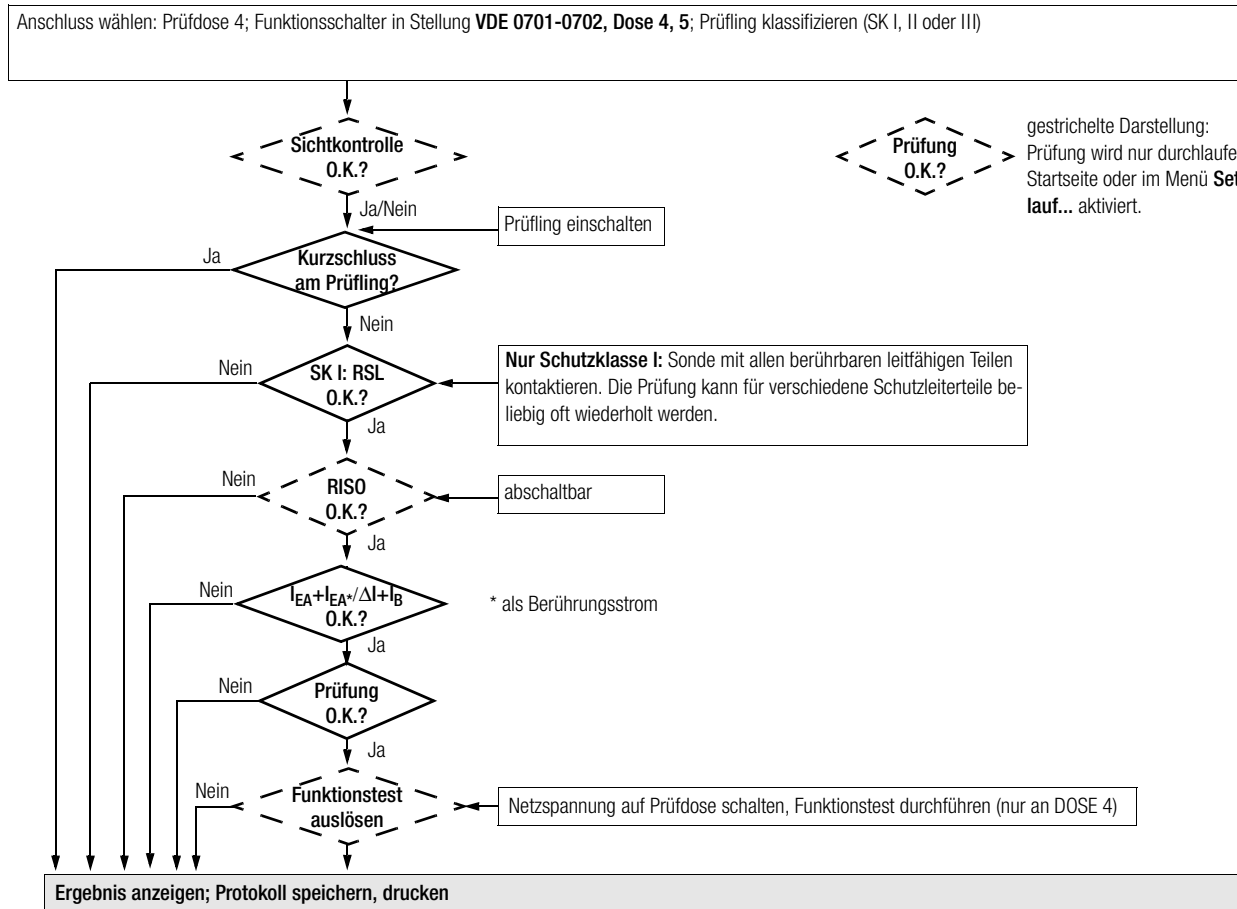 Anschluss wählen: Prüfdose 4; Funktionsschalter in Stellung VDE 0701-0702, Dose 4, 5; Prüfling klassifizieren (SK I, II oder III)
Sichtkontrolle
O.K.?
Prüfung
O.K.?
gestrichelte Darstellung:
Prüfung wird nur durchlaufe
Startseite oder im Menü Set
lauf... aktiviert.
Ja/Nein
Prüfling einschalten
Ja
Kurzschluss
am Prüfling?
Nein
Nein
SK I: RSL
O.K.?
Nur Schutzklasse I: Sonde mit allen berührbaren leitfähigen Teilen
kontaktieren. Die Prüfung kann für verschiedene Schutzleiterteile be-
liebig oft wiederholt werden.
Ja
Nein
RISO
O.K.?
abschaltbar
Ja
Nein
IEA+IEA*/ΔI+IB
O.K.?
* als Berührungsstrom
Ja
Nein
Prüfung
O.K.?
Ja
Nein
Funktionstest
auslösen
Netzspannung auf Prüfdose schalten, Funktionstest durchführen (nur an DOSE 4)
Ergebnis anzeigen; Protokoll speichern, drucken